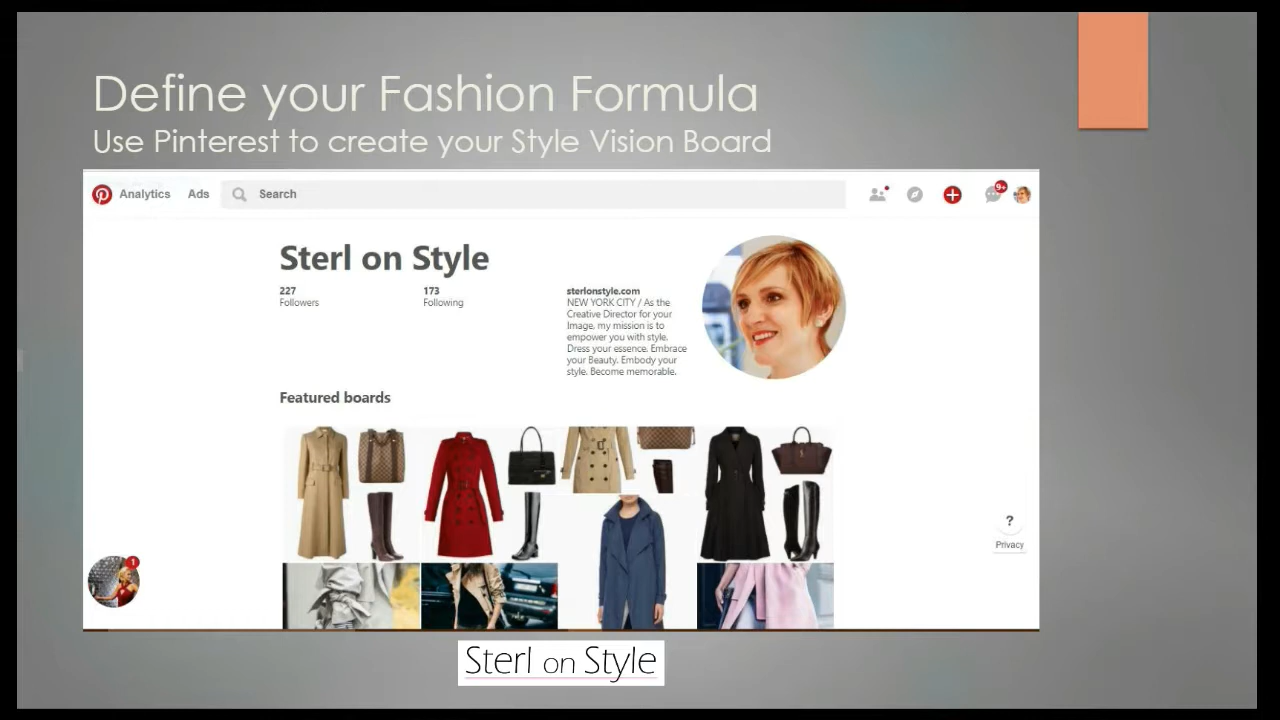 Define your Fashion Formula
Use Pinterest to create your Style Vision Board
Analytics Ads Search
9+
Sterl on Style
227 173
Followers Following
sterlonstyle.com
NEW YORK CITY / As the
Creative Director for your
Image, my mission is to
empower you with style.
Dress your essence. Embrace
your Beauty. Embody your
style. Become memorable.
Featured boards
?
Privacy
1
Sterl on Style